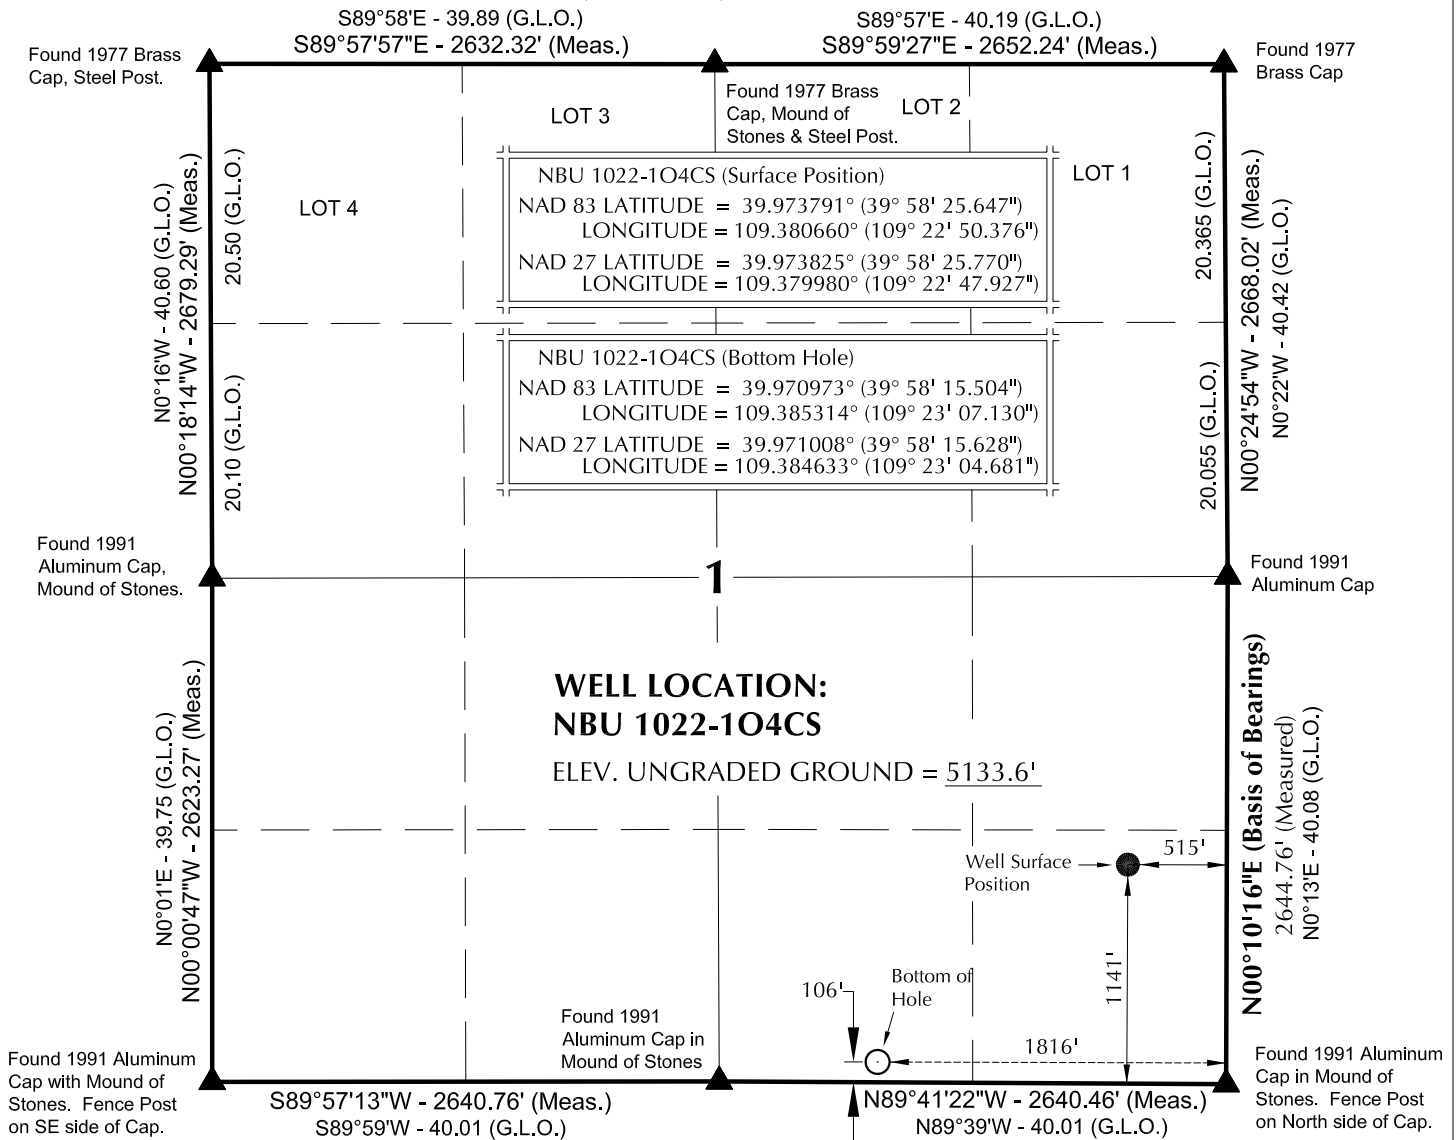 S89°58'E - 39.89 (G.L.O.)
S89°57'57"E - 2632.32' (Meas.)
S89°57'E - 40.19 (G.L.O.)
S89°59'27"E - 2652.24' (Meas.)
Found 1977 Brass
Cap, Steel Post.
Found 1977 Brass
Cap, Mound of
Stones & Steel Post.
Found 1977
Brass Cap
LOT 3
LOT 2
LOT 4
LOT 1
N0°16'W - 40.60 (G.L.O.)
N00°18'14"W - 2679.29' (Meas.)
20.50 (G.L.O.)
20.10 (G.L.O.)
20.365 (G.L.O.)
20.055 (G.L.O.)
N00°24'54"W - 2668.02' (Meas.)
N0°22'W - 40.42 (G.L.O.)
NBU 1022-1O4CS (Surface Position)
NAD 83 LATITUDE = 39.973791° (39° 58' 25.647")
LONGITUDE = 109.380660° (109° 22' 50.376")
NAD 27 LATITUDE = 39.973825° (39° 58' 25.770")
LONGITUDE = 109.379980° (109° 22' 47.927")
NBU 1022-1O4CS (Bottom Hole)
NAD 83 LATITUDE = 39.970973° (39° 58' 15.504")
LONGITUDE = 109.385314° (109° 23' 07.130")
NAD 27 LATITUDE = 39.971008° (39° 58' 15.628")
LONGITUDE = 109.384633° (109° 23' 04.681")
Found 1991
Aluminum Cap,
Mound of Stones.
1
Found 1991
Aluminum Cap
WELL LOCATION:
NBU 1022-1O4CS
ELEV. UNGRADED GROUND = 5133.6'
N0°01'E - 39.75 (G.L.O.)
N00°00'47"W - 2623.27' (Meas.)
N00°10'16"E (Basis of Bearings)
2644.76' (Measured)
N0°13'E - 40.08 (G.L.O.)
Well Surface
Position
515'
1141'
Bottom of
Hole
106'
1816'
Found 1991
Aluminum Cap in
Mound of Stones
Found 1991 Aluminum
Cap with Mound of
Stones. Fence Post
on SE side of Cap.
Found 1991 Aluminum
Cap in Mound of
Stones. Fence Post
on North side of Cap.
S89°57'13"W - 2640.76' (Meas.)
S89°59'W - 40.01 (G.L.O.)
N89°41'22"W - 2640.46' (Meas.)
N89°39'W - 40.01 (G.L.O.)